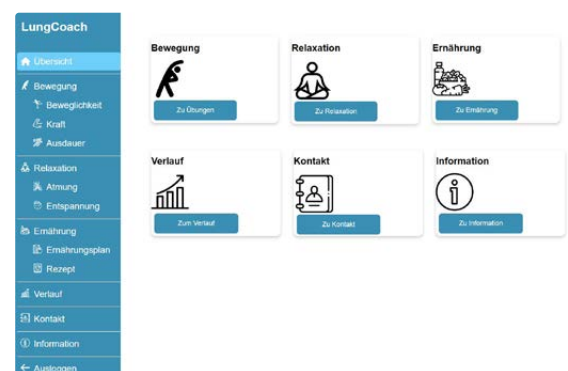 LungCoach
Übersicht
Bewegung
Beweglichkeit
Kraft
Ausdauer
Relaxation
Atmung
Entspannung
Ernährung
Ernährungsplan
Rezept
Verlauf
Kontakt
Information
Ausloggen
Bewegung
Zu Übungen
Relaxation
Zu Relaxation
Ernährung
Zu Ernährung
Verlauf
Zum Verlauf
Kontakt
Zu Kontakt
Information
Zu Information